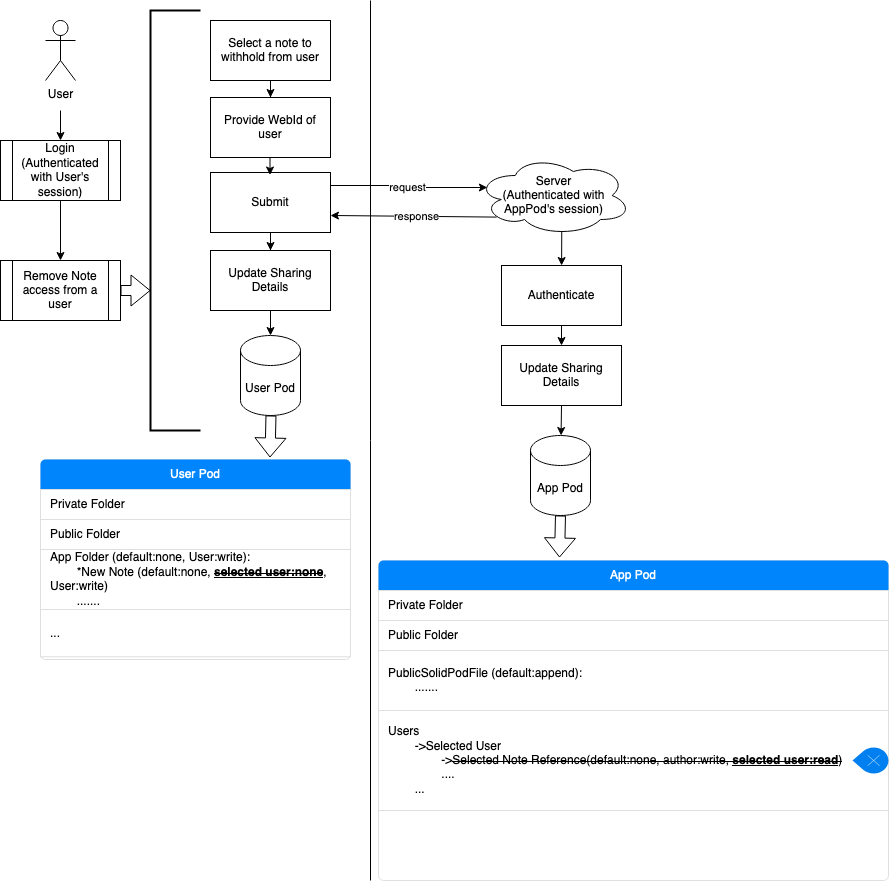 User
Login
(Authenticated
with User's
session)
Remove Note
access from a
user
Select a note to
withhold from user
Provide WebId of
user
Submit
Update Sharing
Details
User Pod
request
response
Server
(Authenticated with
AppPod's session)
Authenticate
Update Sharing
Details
App Pod
User Pod
Private Folder
Public Folder
App Folder (default:none, User:write):
*New Note (default:none, selected user:none,
User:write)
.......
...
App Pod
Private Folder
Public Folder
PublicSolidPodFile (default:append):
.......
Users
->Selected User
->Selected Note Reference(default:none, author:write, selected user:read)
....
...